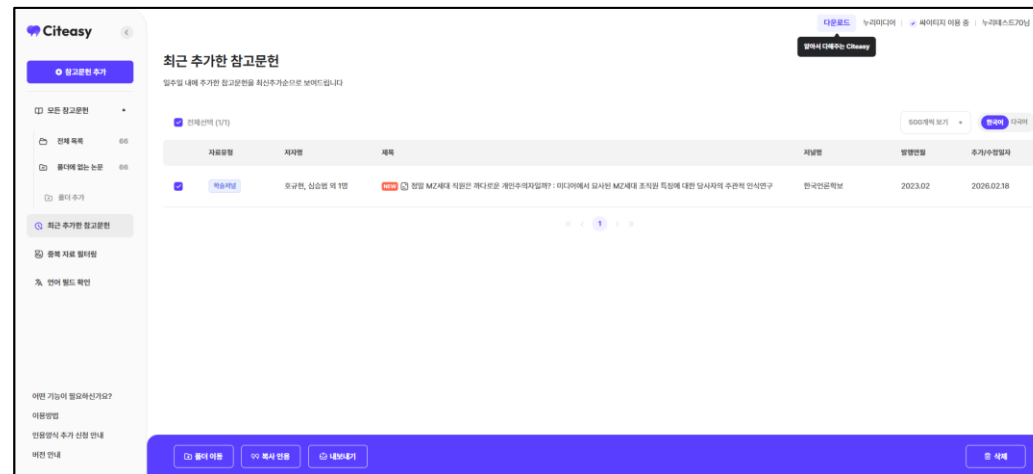 Citeasy
다운로드 누리미디어 싸이티지 이용 중 누리테스트70님
알아서 다해주는 Citeasy
참고문헌 추가
모든 참고문헌
전체 목록 66
폴더에 없는 논문 66
폴더 추가
최근 추가한 참고문헌
중복 자료 필터링
언어 필드 확인
어떤 기능이 필요하신가요?
이용방법
인용양식 추가 신청 안내
버전 안내
최근 추가한 참고문헌
일주일 내에 추가한 참고문헌을 최신추가순으로 보여드립니다
전체선택 (1/1)
500개씩 보기
한국어 다국어
자료유형 저자명 제목 저널명 발행연월 추가/수정일자
학술저널 호규현, 심승범 외 1명 NEW 정말 MZ세대 직원은 까다로운 개인주의자일까? : 미디어에서 묘사된 MZ세대 조직원 특징에 대한 당사자의 주관적 인식연구 한국언론학보 2023.02 2026.02.18
1
폴더 이동 복사 인용 내보내기 삭제